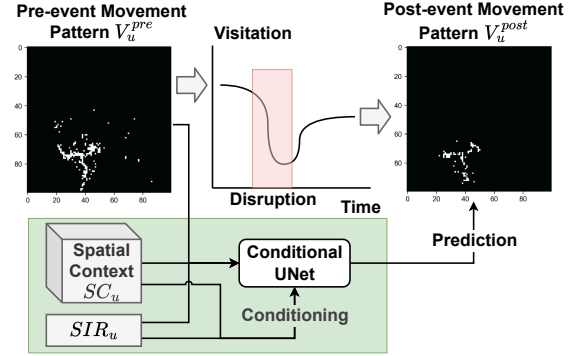 Pre-event Movement
Pattern V_u^{pre}
Visitation
Post-event Movement
Pattern V_u^{post}
0
20
40
60
80
0 20 40 60 80
0
20
40
60
80
0 20 40 60 80
Disruption
Time
Spatial
Context
SC_u
SIR_u
Conditional
UNet
Conditioning
Prediction